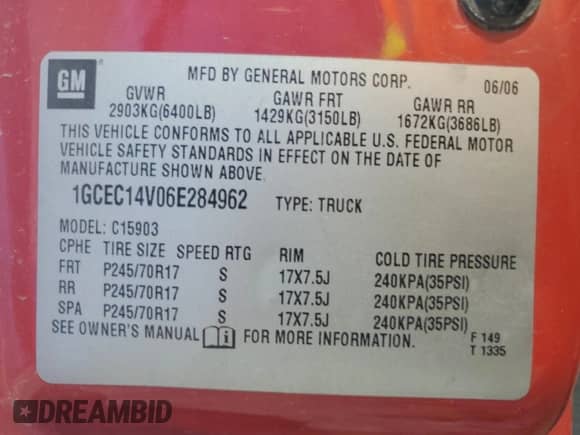 GM
MFD BY GENERAL MOTORS CORP. 06/06
GVWR GAWR FRT GAWR RR
2903KG(6400LB) 1429KG(3150LB) 1672KG(3686LB)
THIS VEHICLE CONFORMS TO ALL APPLICABLE U.S. FEDERAL MOTOR
VEHICLE SAFETY STANDARDS IN EFFECT ON THE DATE OF
MANUFACTURE SHOWN ABOVE.
1GCEC14V06E284962 TYPE: TRUCK
MODEL: C15903
CPHE TIRE SIZE SPEED RTG RIM COLD TIRE PRESSURE
FRT P245/70R17 S 17X7.5J 240KPA(35PSI)
RR P245/70R17 S 17X7.5J 240KPA(35PSI)
SPA P245/70R17 S 17X7.5J 240KPA(35PSI)
SEE OWNER'S MANUAL FOR MORE INFORMATION.
F 149
T 1335
DREAMBID